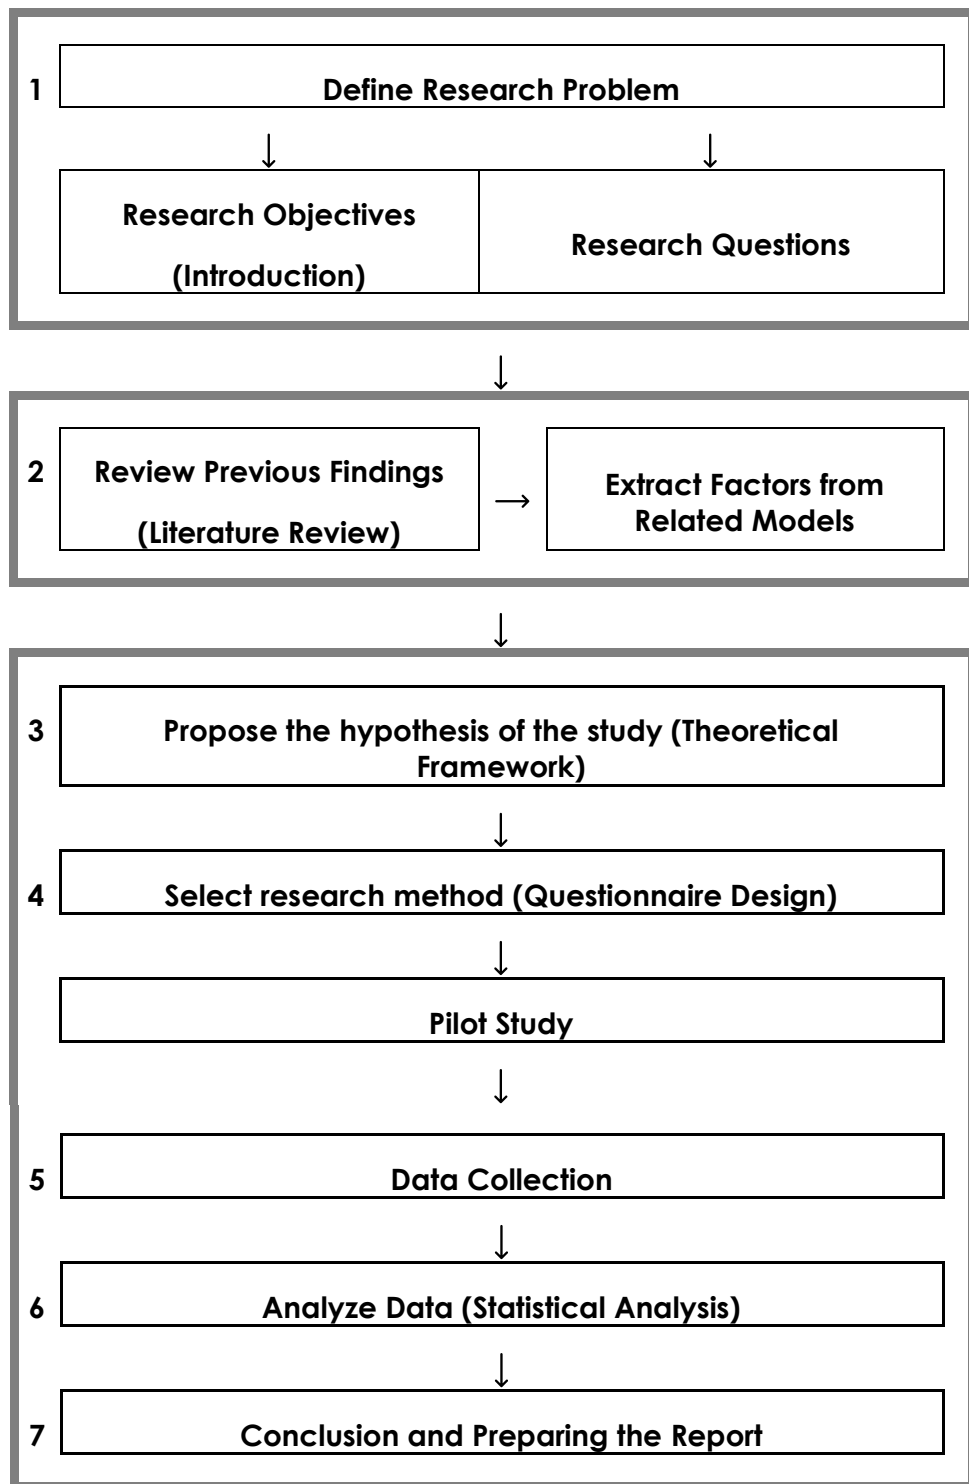 1
Define Research Problem
↓ ↓
Research Objectives
(Introduction)
Research Questions
↓
2
Review Previous Findings
(Literature Review)
→
Extract Factors from
Related Models
↓
3
Propose the hypothesis of the study (Theoretical
Framework)
↓
4
Select research method (Questionnaire Design)
↓
Pilot Study
↓
5
Data Collection
↓
6
Analyze Data (Statistical Analysis)
↓
7
Conclusion and Preparing the Report